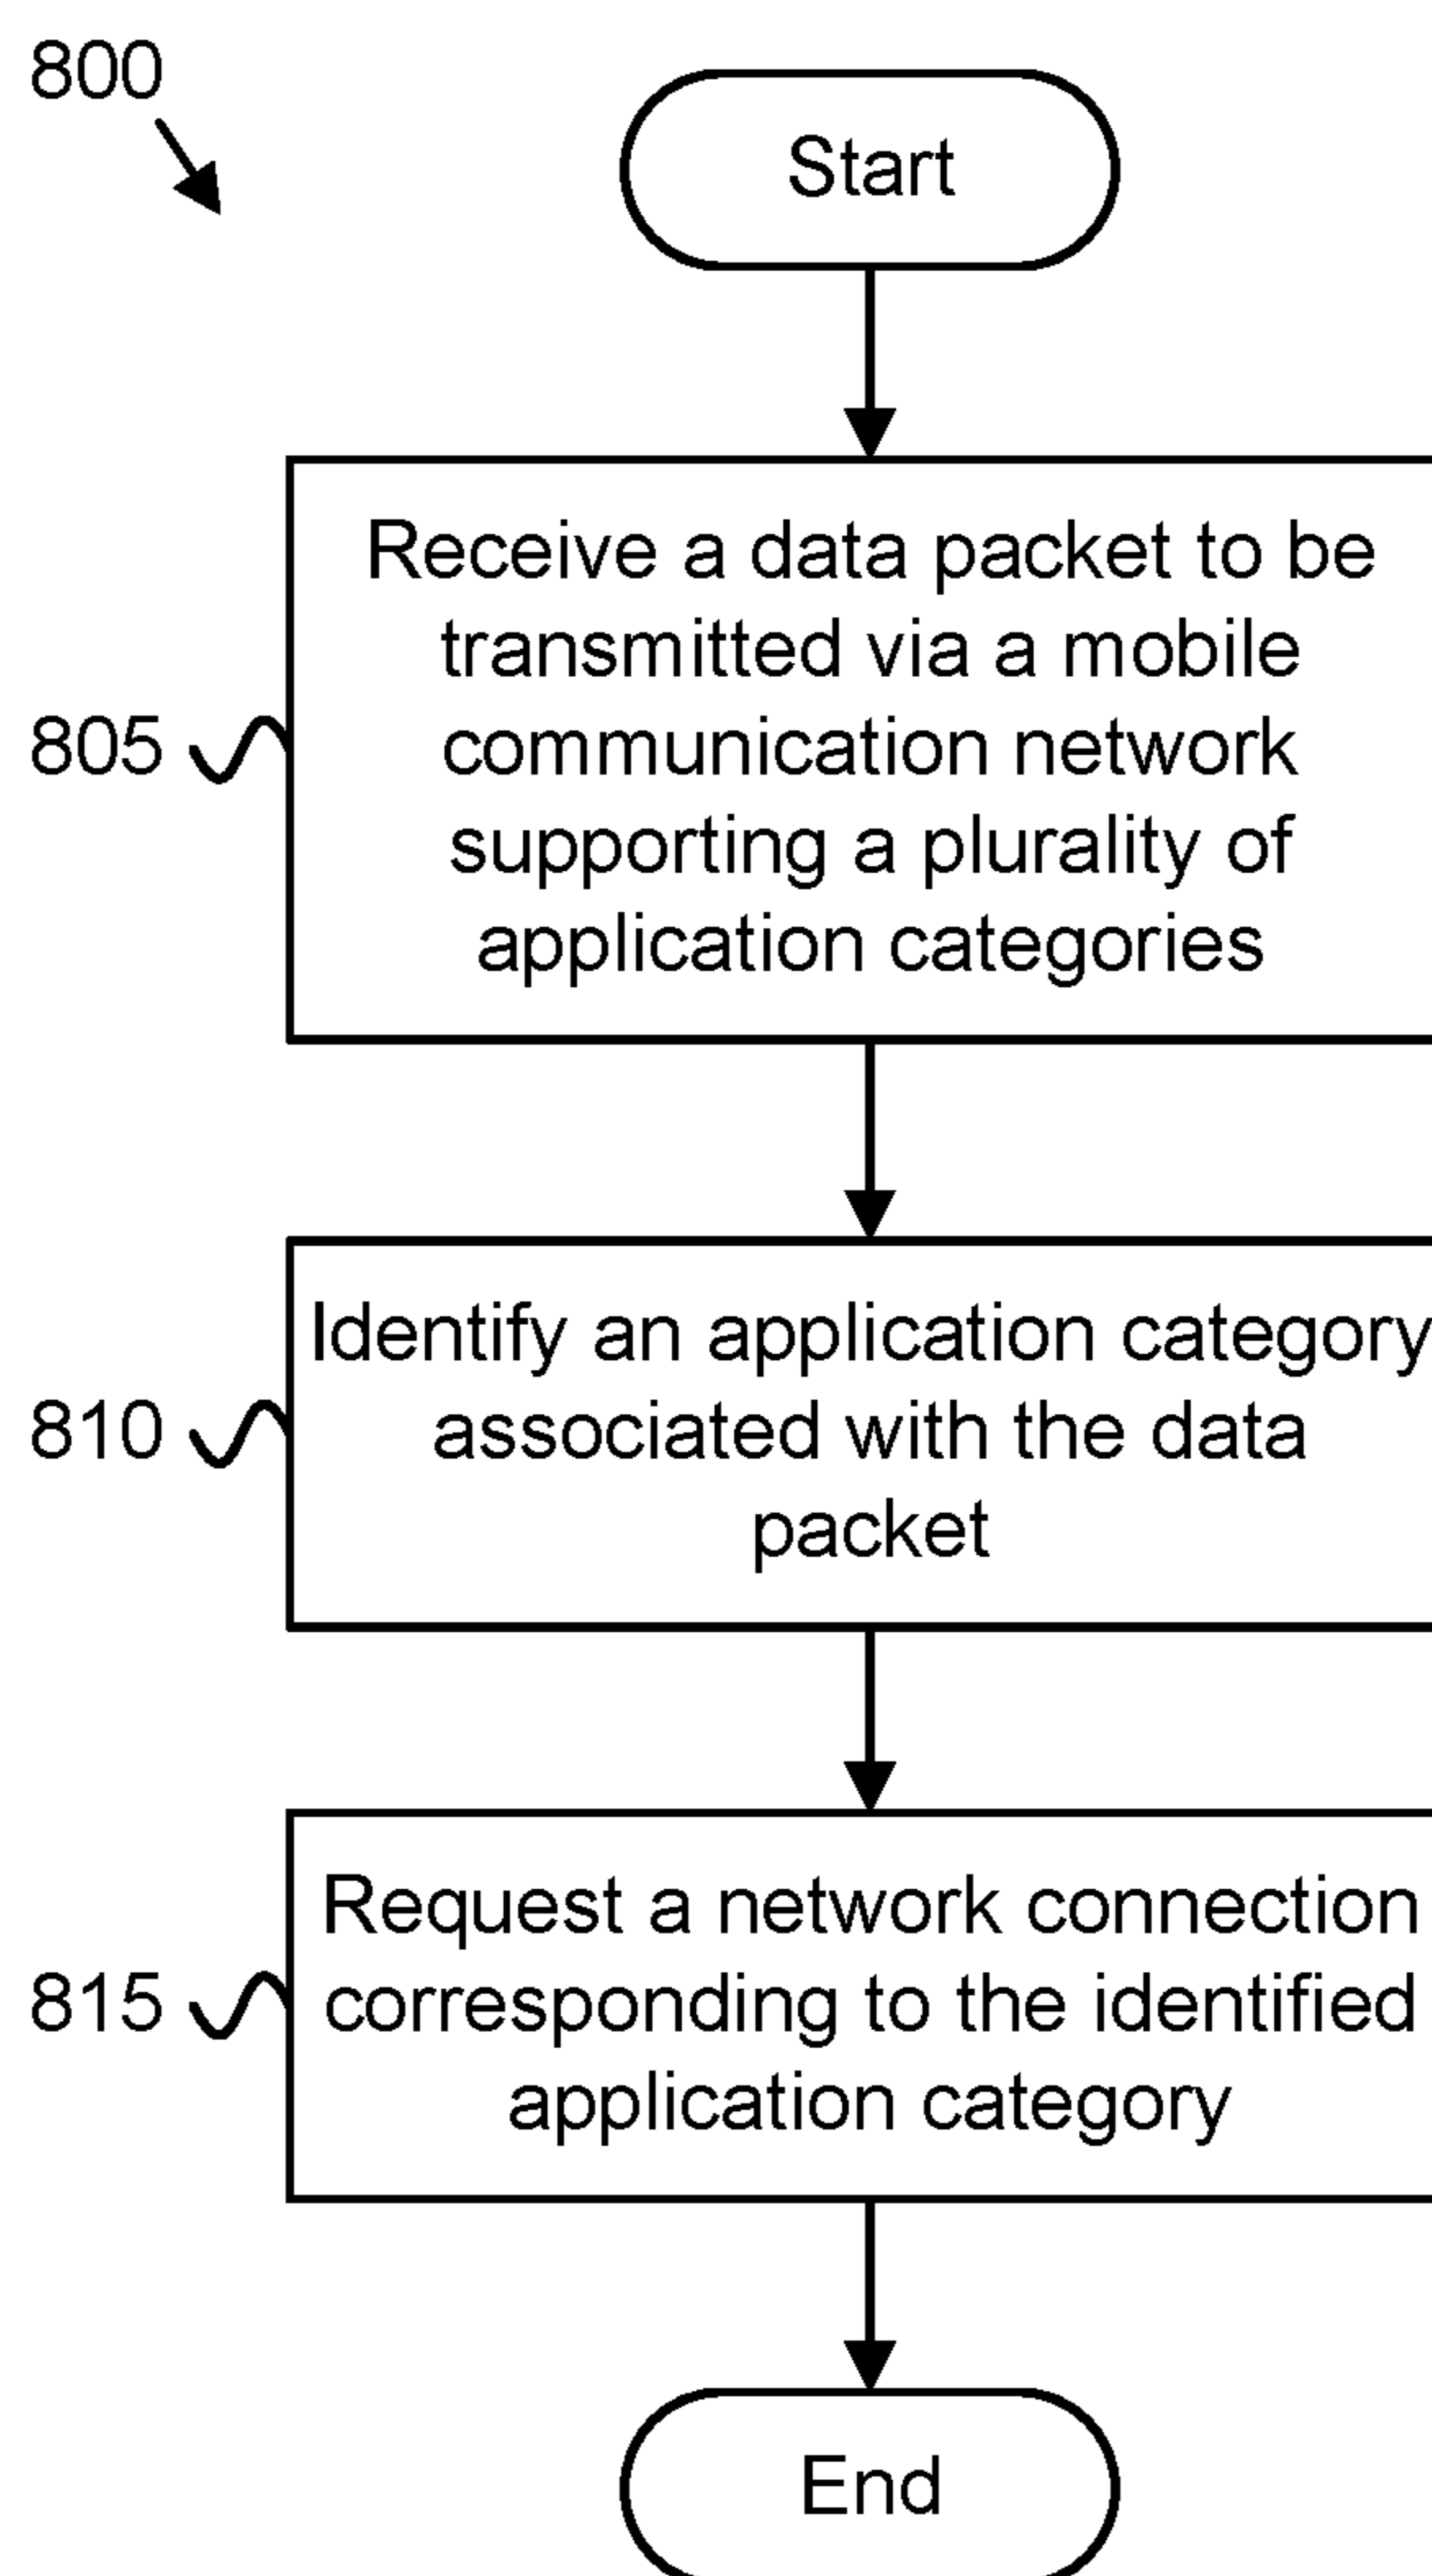 800
Start
Receive a data packet to be
transmitted via a mobile
805 communication network
supporting a plurality of
application categories
Identify an application category
810 associated with the data
packet
Request a network connection
815 corresponding to the identified
application category
End